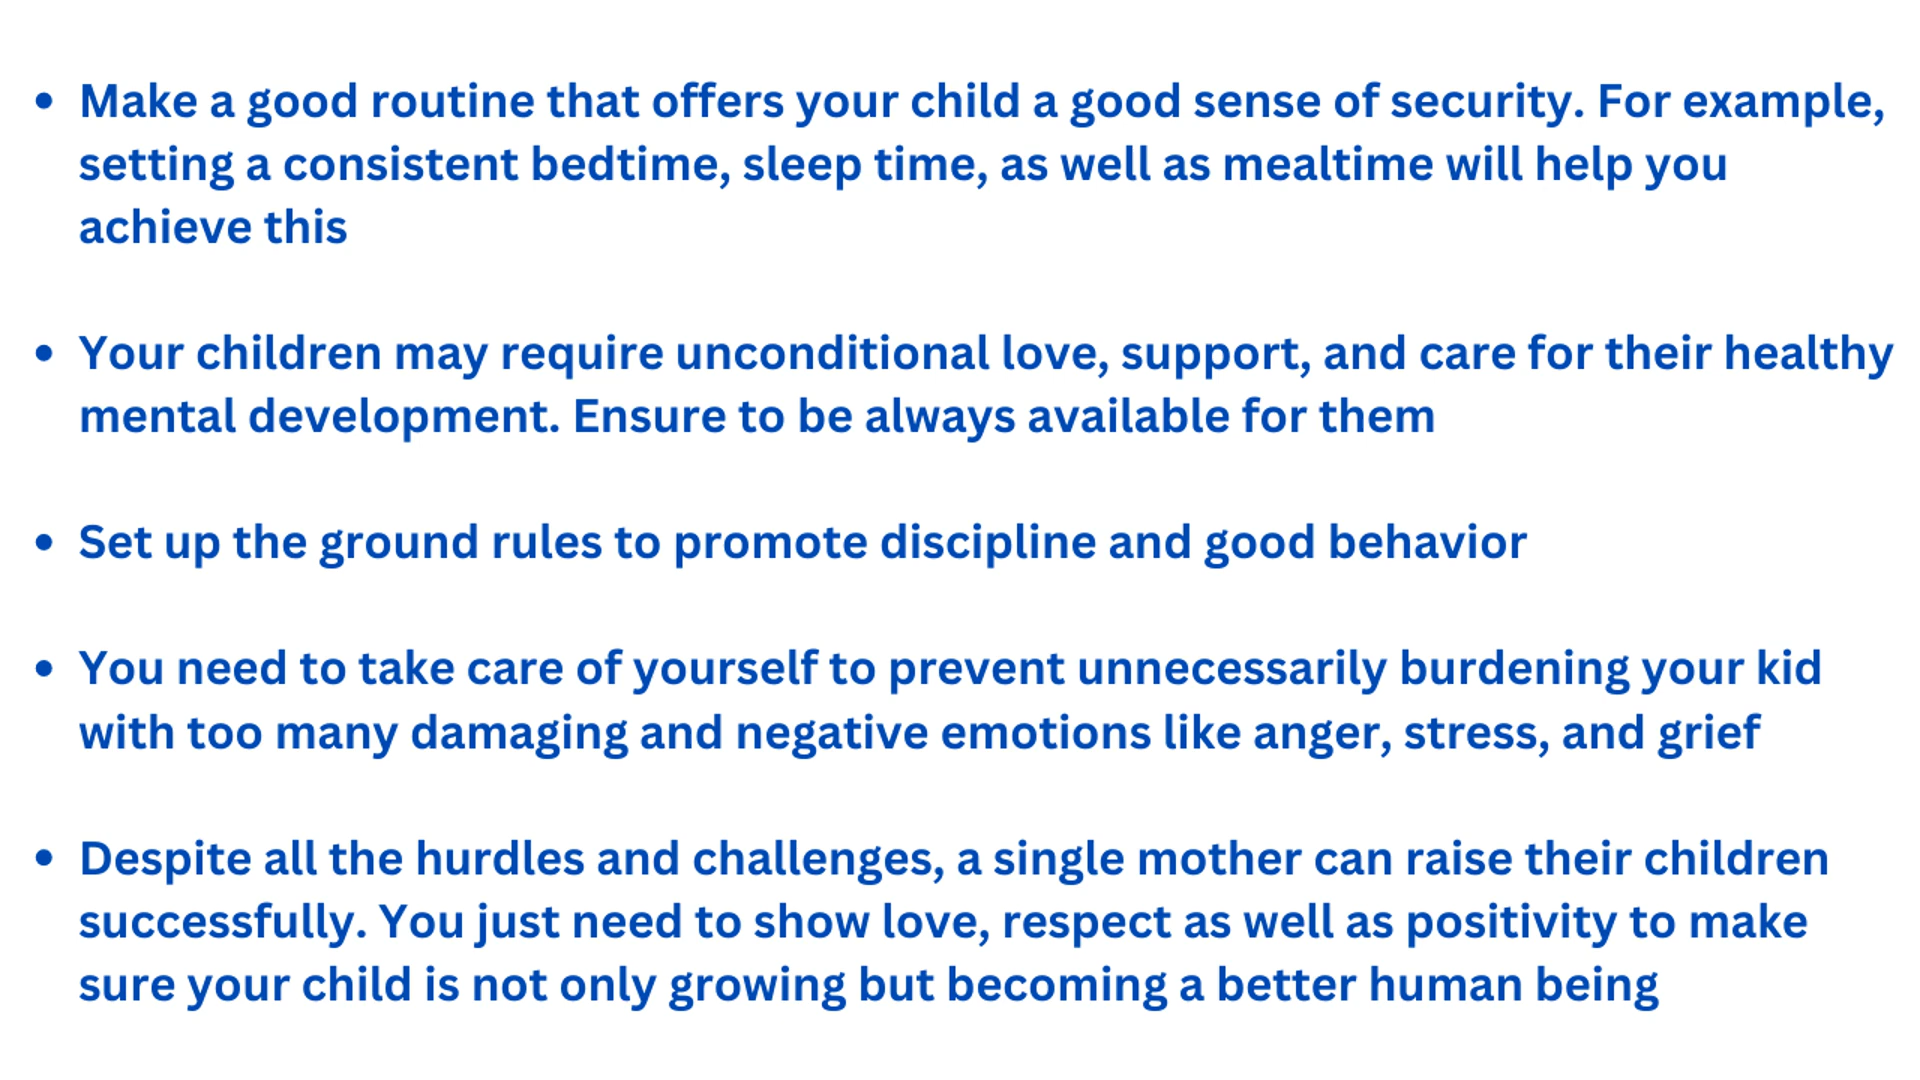 • Make a good routine that offers your child a good sense of security. For example,
setting a consistent bedtime, sleep time, as well as mealtime will help you
achieve this
• Your children may require unconditional love, support, and care for their healthy
mental development. Ensure to be always available for them
• Set up the ground rules to promote discipline and good behavior
• You need to take care of yourself to prevent unnecessarily burdening your kid
with too many damaging and negative emotions like anger, stress, and grief
• Despite all the hurdles and challenges, a single mother can raise their children
successfully. You just need to show love, respect as well as positivity to make
sure your child is not only growing but becoming a better human being